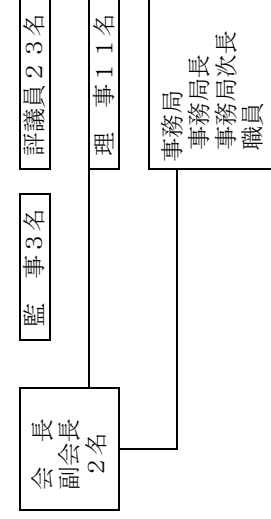 会　長
副会長
２名
監　事３名
評議員２３名
理　事１１名
事務局
事務局長
事務局次長
職員